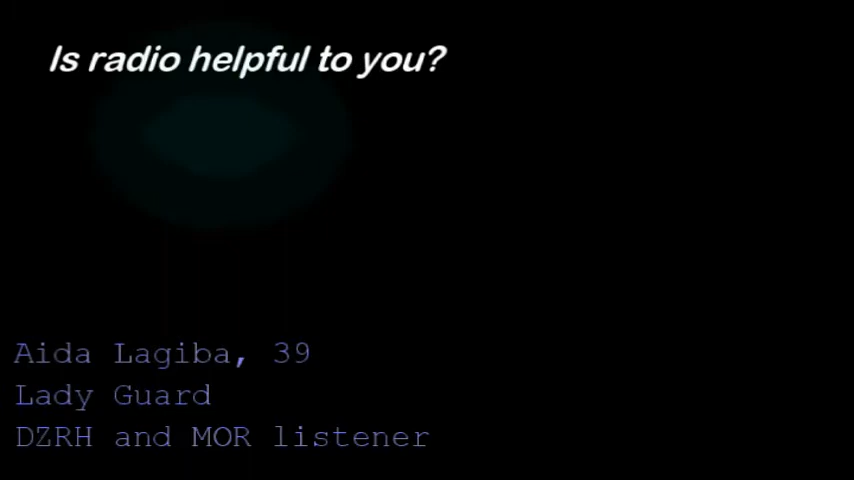 Is radio helpful to you?
Aida Lagiba, 39
Lady Guard
DZRH and MOR listener